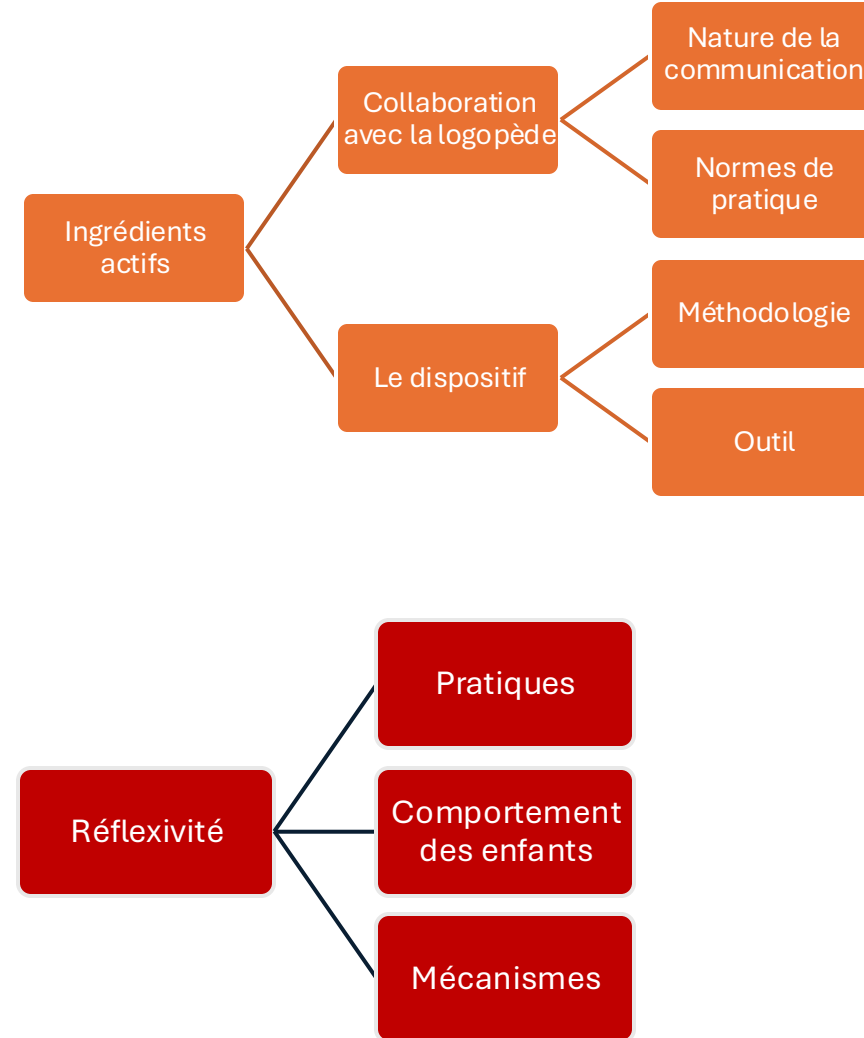 Nature de la
communication
Collaboration
avec la logopède
Normes de
pratique
Ingrédients
actifs
Méthodologie
Le dispositif
Outil
Pratiques
Réflexivité
Comportement
des enfants
Mécanismes